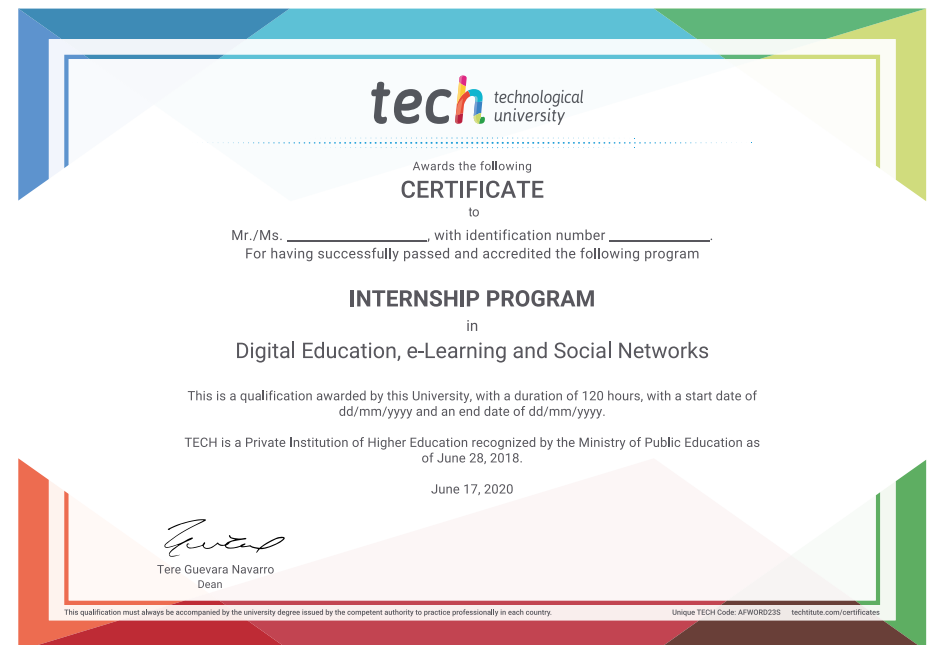 tech technological
university
Awards the following
CERTIFICATE
to
Mr./Ms. ____________________, with identification number ______________.
For having successfully passed and accredited the following program
INTERNSHIP PROGRAM
in
Digital Education, e-Learning and Social Networks
This is a qualification awarded by this University, with a duration of 120 hours, with a start date of
dd/mm/yyyy and an end date of dd/mm/yyyy.
TECH is a Private Institution of Higher Education recognized by the Ministry of Public Education as
of June 28, 2018.
June 17, 2020
Tere Guevara Navarro
Dean
This qualification must always be accompanied by the university degree issued by the competent authority to practice professionally in each country.
Unique TECH Code: AFWORD23S techtitute.com/certificates